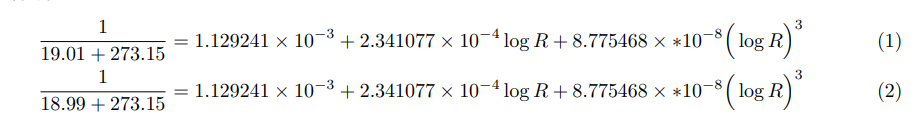 1/(19.01 + 273.15) = 1.129241 × 10⁻³ + 2.341077 × 10⁻⁴ log R + 8.775468 × ∗10⁻⁸(log R)³ (1)
1/(18.99 + 273.15) = 1.129241 × 10⁻³ + 2.341077 × 10⁻⁴ log R + 8.775468 × ∗10⁻⁸(log R)³ (2)